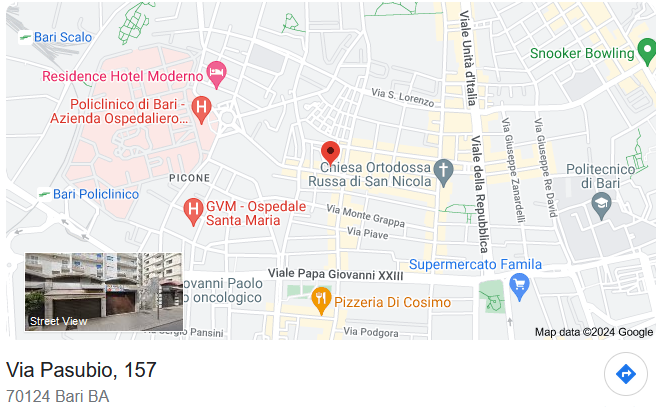 Bari Scalo
Viale Unità d'Italia
Snooker Bowling
Residence Hotel Moderno
Via S. Lorenzo
Policlinico di Bari -
Azienda Ospedaliero...
Via Giuseppe Zanardelli
Via Giuseppe Re David
Viale della Repubblica
Chiesa Ortodossa
Russa di San Nicola
Politecnico
di Bari
PICONE
Bari Policlinico
GVM - Ospedale
Santa Maria
Via Monte Grappa
Via Piave
Viale Papa Giovanni XXIII
Supermercato Famila
iovanni Paolo
oncologico
Pizzeria Di Cosimo
Street View
Sergio Pansini
Via Podgora
Map data ©2024 Google
Via Pasubio, 157
70124 Bari BA